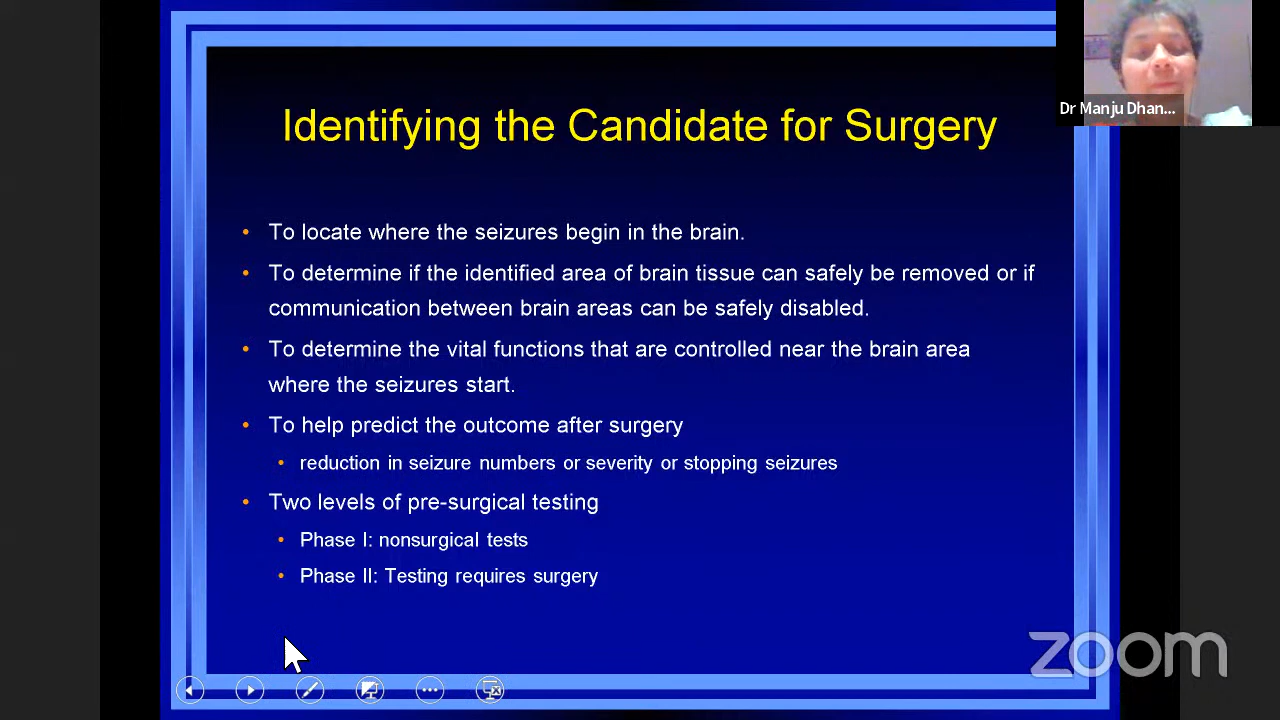 Identifying the Candidate for Surgery
Dr Manju Dhan...
• To locate where the seizures begin in the brain.
• To determine if the identified area of brain tissue can safely be removed or if
communication between brain areas can be safely disabled.
• To determine the vital functions that are controlled near the brain area
where the seizures start.
• To help predict the outcome after surgery
• reduction in seizure numbers or severity or stopping seizures
• Two levels of pre-surgical testing
• Phase I: nonsurgical tests
• Phase II: Testing requires surgery
zoom